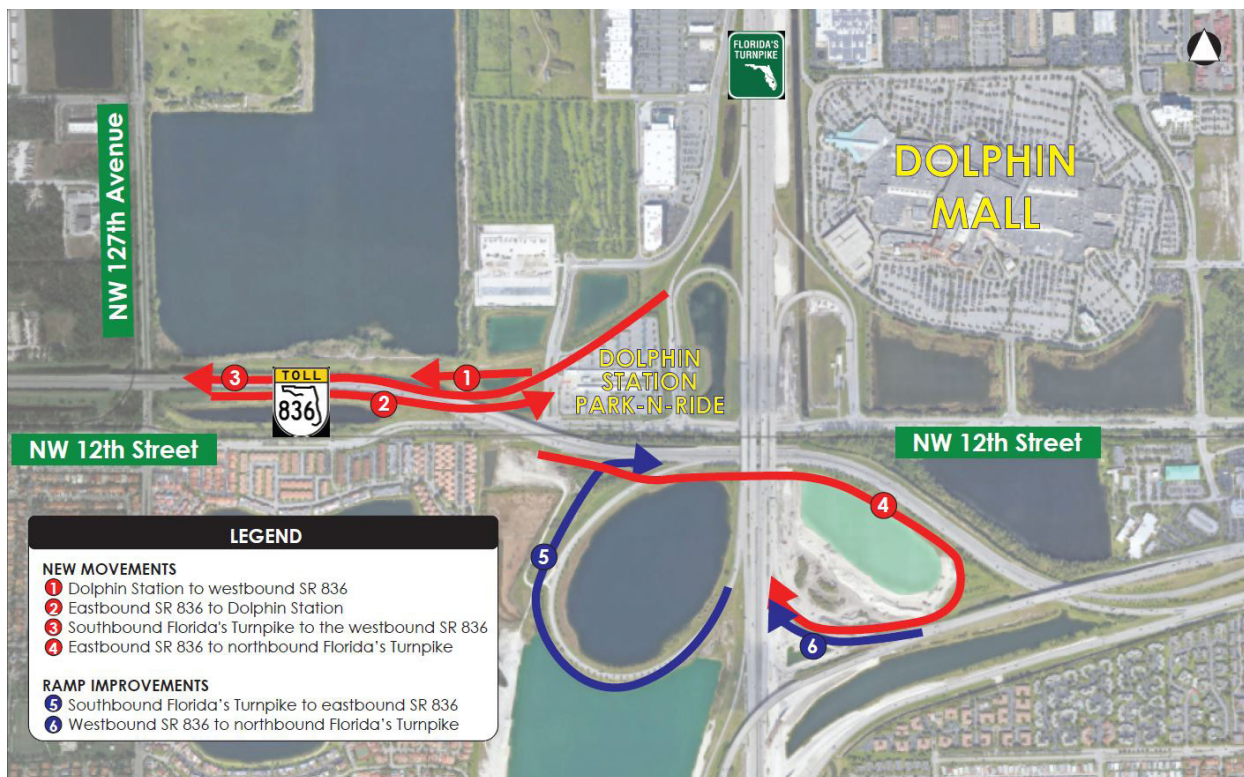 FLORIDA'S
TURNPIKE
NW 127th Avenue
DOLPHIN
MALL
DOLPHIN
STATION
PARK-N-RIDE
1
3
TOLL
836
2
NW 12th Street
NW 12th Street
4
5
6
LEGEND
NEW MOVEMENTS
1 Dolphin Station to westbound SR 836
2 Eastbound SR 836 to Dolphin Station
3 Southbound Florida's Turnpike to the westbound SR 836
4 Eastbound SR 836 to northbound Florida's Turnpike
RAMP IMPROVEMENTS
5 Southbound Florida's Turnpike to eastbound SR 836
6 Westbound SR 836 to northbound Florida's Turnpike